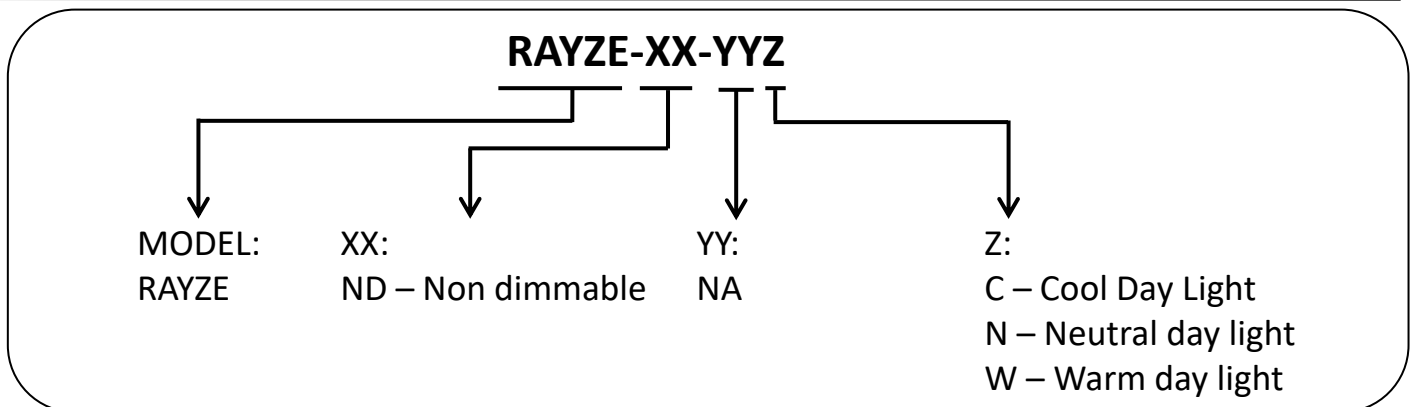 RAYZE-XX-YYZ
MODEL: XX: YY: Z:
RAYZE ND – Non dimmable NA C – Cool Day Light
N – Neutral day light
W – Warm day light